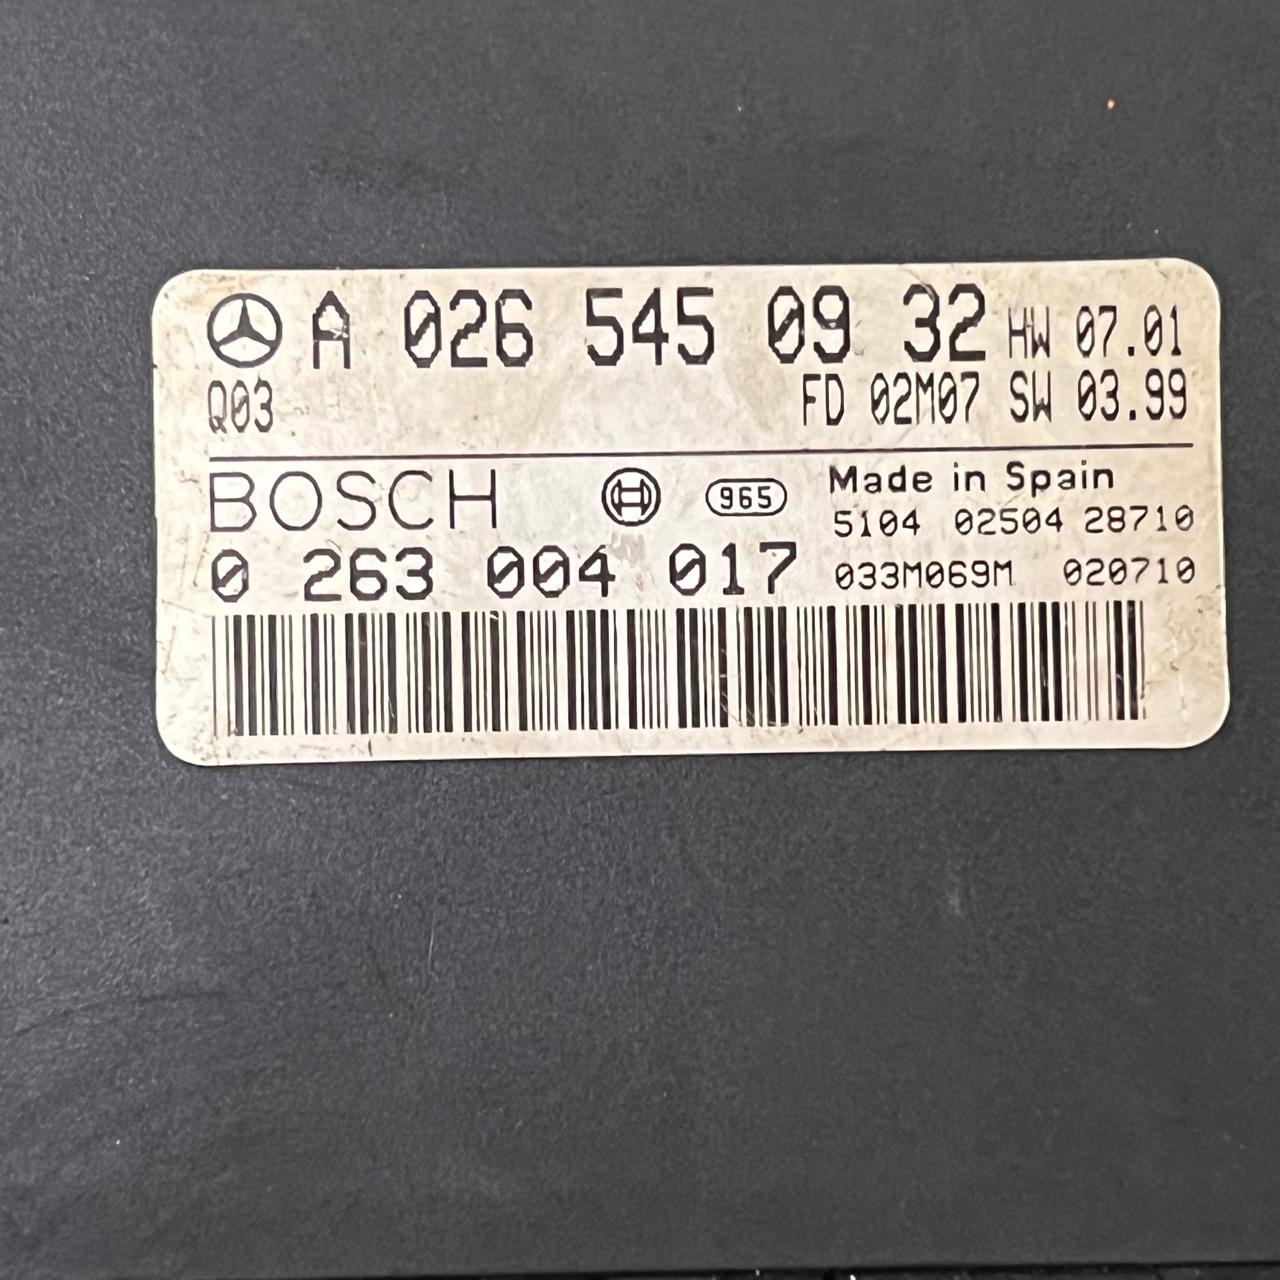 A 026 545 09 32 HW 07.01
Q03 FD 02M07 SW 03.99
BOSCH 965 Made in Spain
5104 02504 28710
0 263 004 017 033M069M 020710